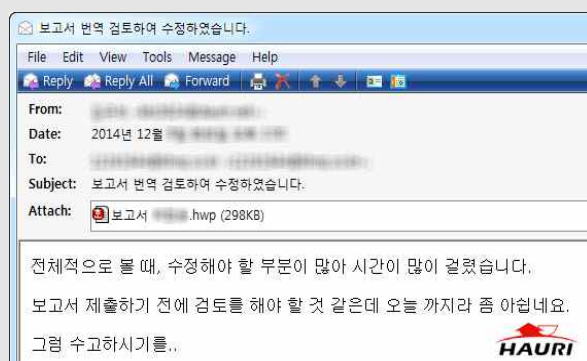 보고서 번역 검토하여 수정하였습니다.
File Edit View Tools Message Help
Reply Reply All Forward
From:
Date: 2014년 12월
To:
Subject: 보고서 번역 검토하여 수정하였습니다.
Attach: 보고서 .hwp (298KB)
전체적으로 볼 때, 수정해야 할 부분이 많아 시간이 많이 걸렸습니다.
보고서 제출하기 전에 검토를 해야 할 것 같은데 오늘 까지라 좀 아쉽네요.
그럼 수고하시기를..
HAURI